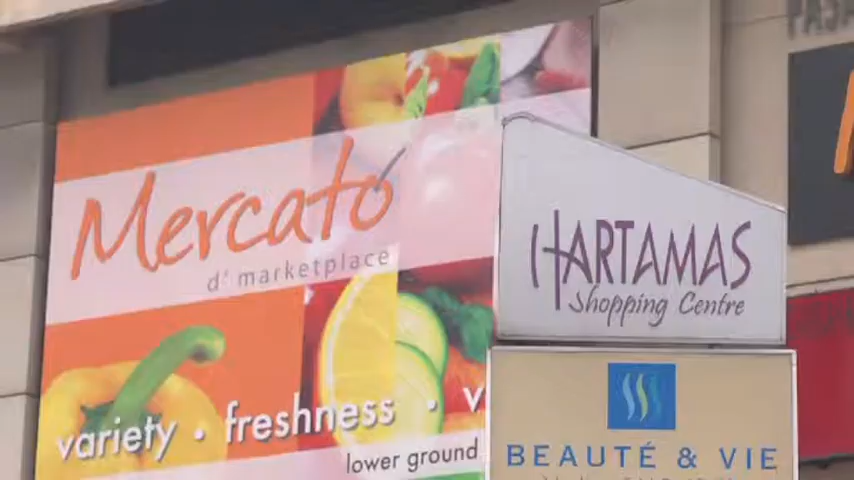 Mercato
d' marketplace
variety · freshness ·
lower ground
HARTAMAS
Shopping Centre
BEAUTÉ & VIE